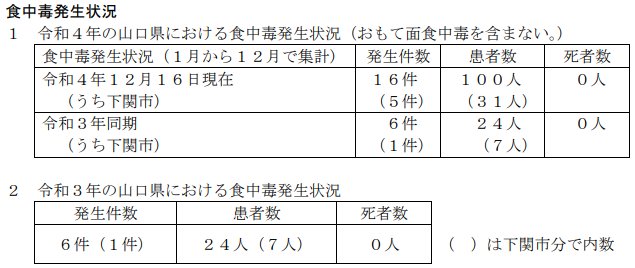 食中毒発生状況
１　令和４年の山口県における食中毒発生状況（おもて面食中毒を含まない。）
食中毒発生状況（１月から１２月で集計）　発生件数　患者数　死者数
令和４年１２月１６日現在　１６件　１００人　０人
（うち下関市）　（５件）　（３１人）
令和３年同期　６件　２４人　０人
（うち下関市）　（１件）　（７人）
２　令和３年の山口県における食中毒発生状況
発生件数　患者数　死者数
６件（１件）　２４人（７人）　０人　（　）は下関市分で内数